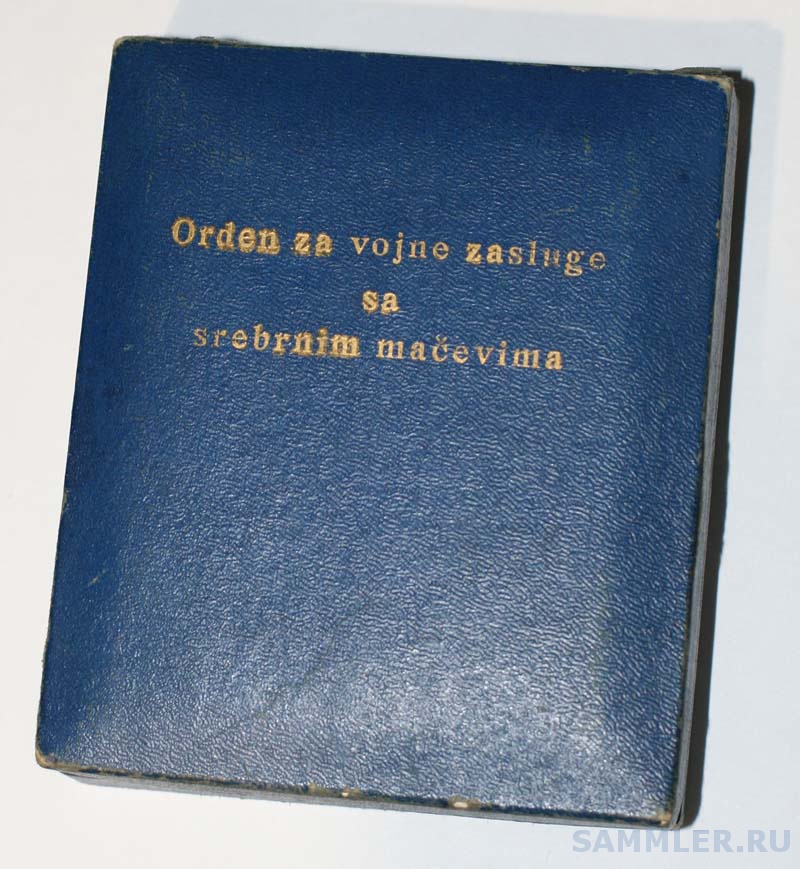 Orden za vojne zasluge
sa
srebrnim mačevima
SAMMLER.RU